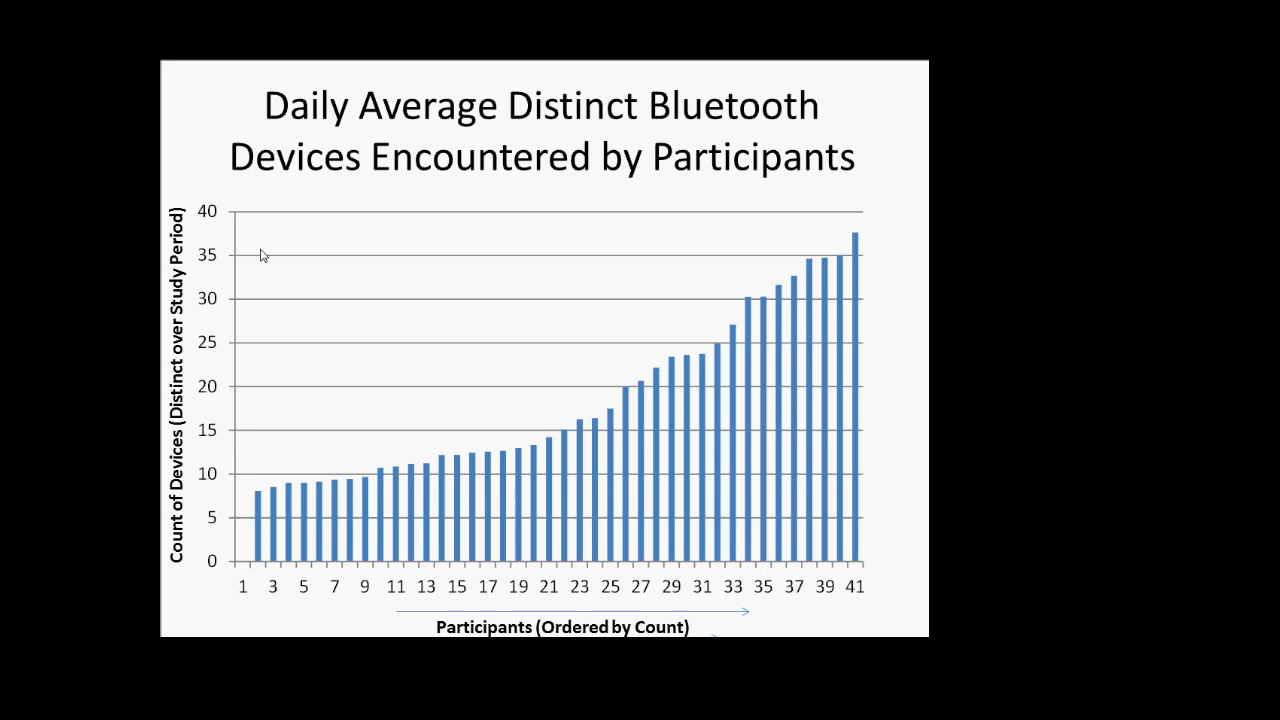 Daily Average Distinct Bluetooth
Devices Encountered by Participants
Count of Devices (Distinct over Study Period)
40
35
30
25
20
15
10
5
0
1 3 5 7 9 11 13 15 17 19 21 23 25 27 29 31 33 35 37 39 41
Participants (Ordered by Count)